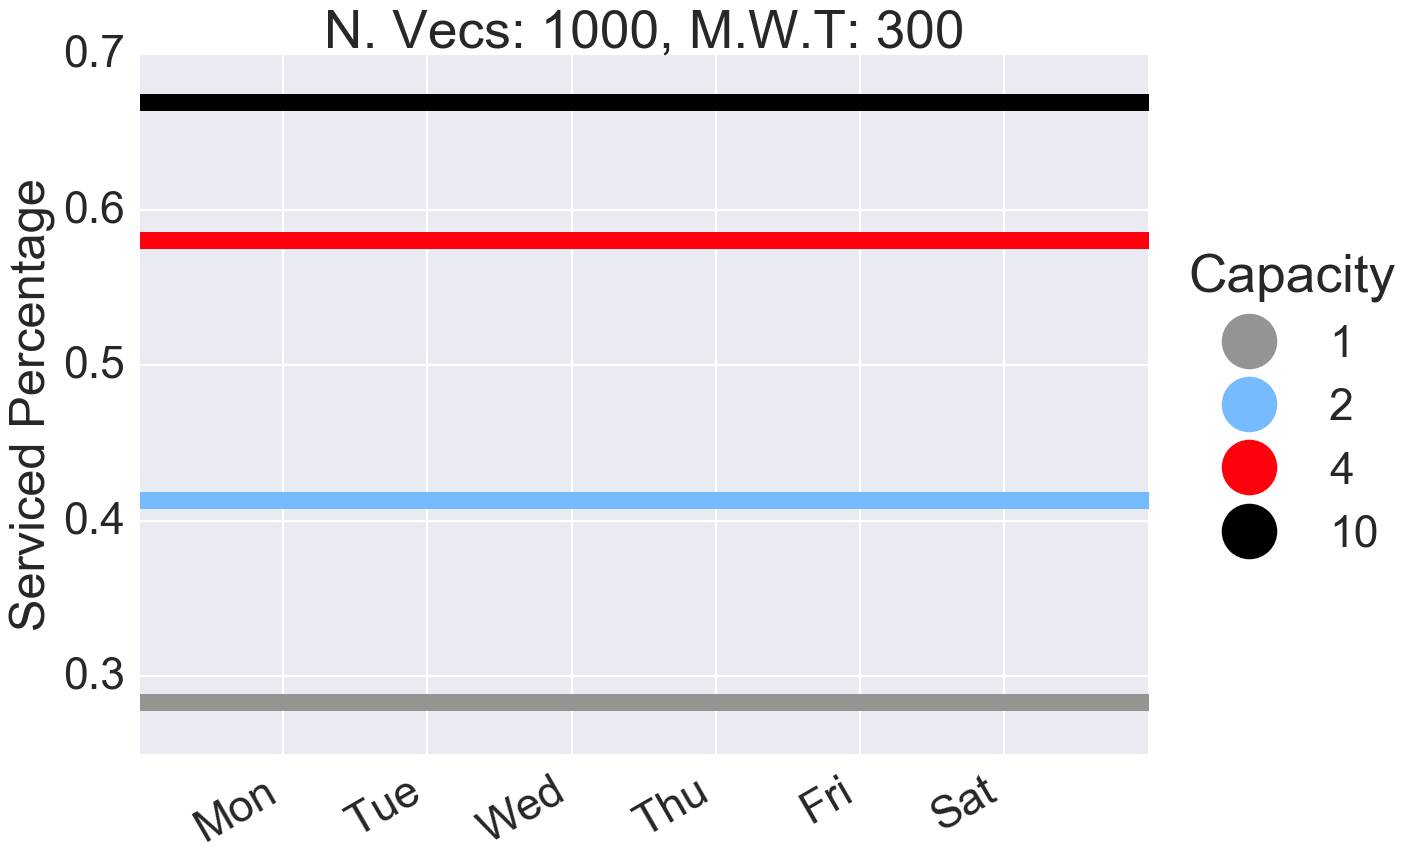 N. Vecs: 1000, M.W.T: 300
0.7
0.6
0.5
0.4
0.3
Serviced Percentage
Mon
Tue
Wed
Thu
Fri
Sat
Capacity
1
2
4
10